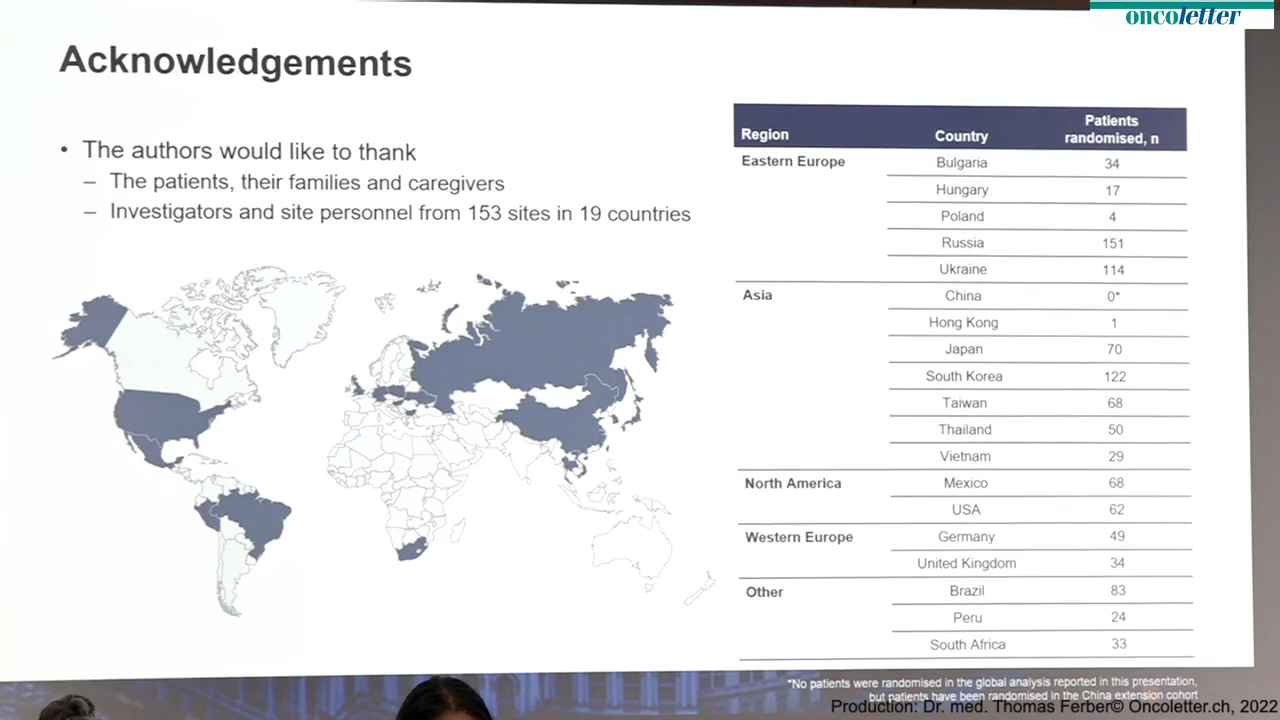 oncoletter
Acknowledgements
• The authors would like to thank
– The patients, their families and caregivers
– Investigators and site personnel from 153 sites in 19 countries
Region Country Patients randomised, n
Eastern Europe Bulgaria 34
Hungary 17
Poland 4
Russia 151
Ukraine 114
Asia China 0*
Hong Kong 1
Japan 70
South Korea 122
Taiwan 68
Thailand 50
Vietnam 29
North America Mexico 68
USA 62
Western Europe Germany 49
United Kingdom 34
Other Brazil 83
Peru 24
South Africa 33
*No patients were randomised in the global analysis reported in this presentation,
but patients have been randomised in the China extension cohort
Production: Dr. med. Thomas Ferber© Oncoletter.ch, 2022